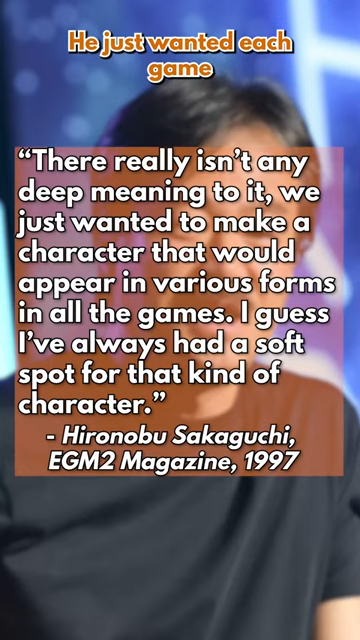 He just wanted each
game
“There really isn’t any
deep meaning to it, we
just wanted to make a
character that would
appear in various forms
in all the games. I guess
I’ve always had a soft
spot for that kind of
character.”
- Hironobu Sakaguchi,
EGM2 Magazine, 1997